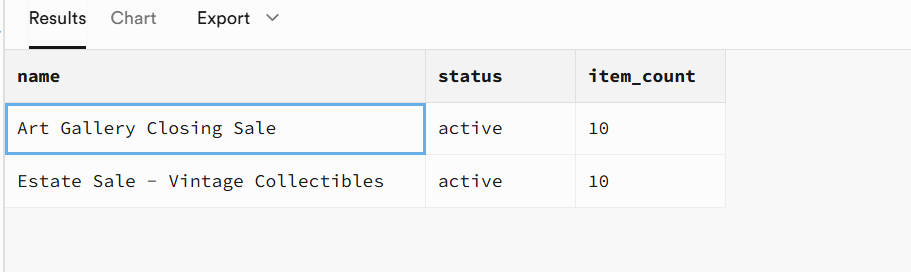 Results Chart Export
name status item_count
Art Gallery Closing Sale active 10
Estate Sale - Vintage Collectibles active 10